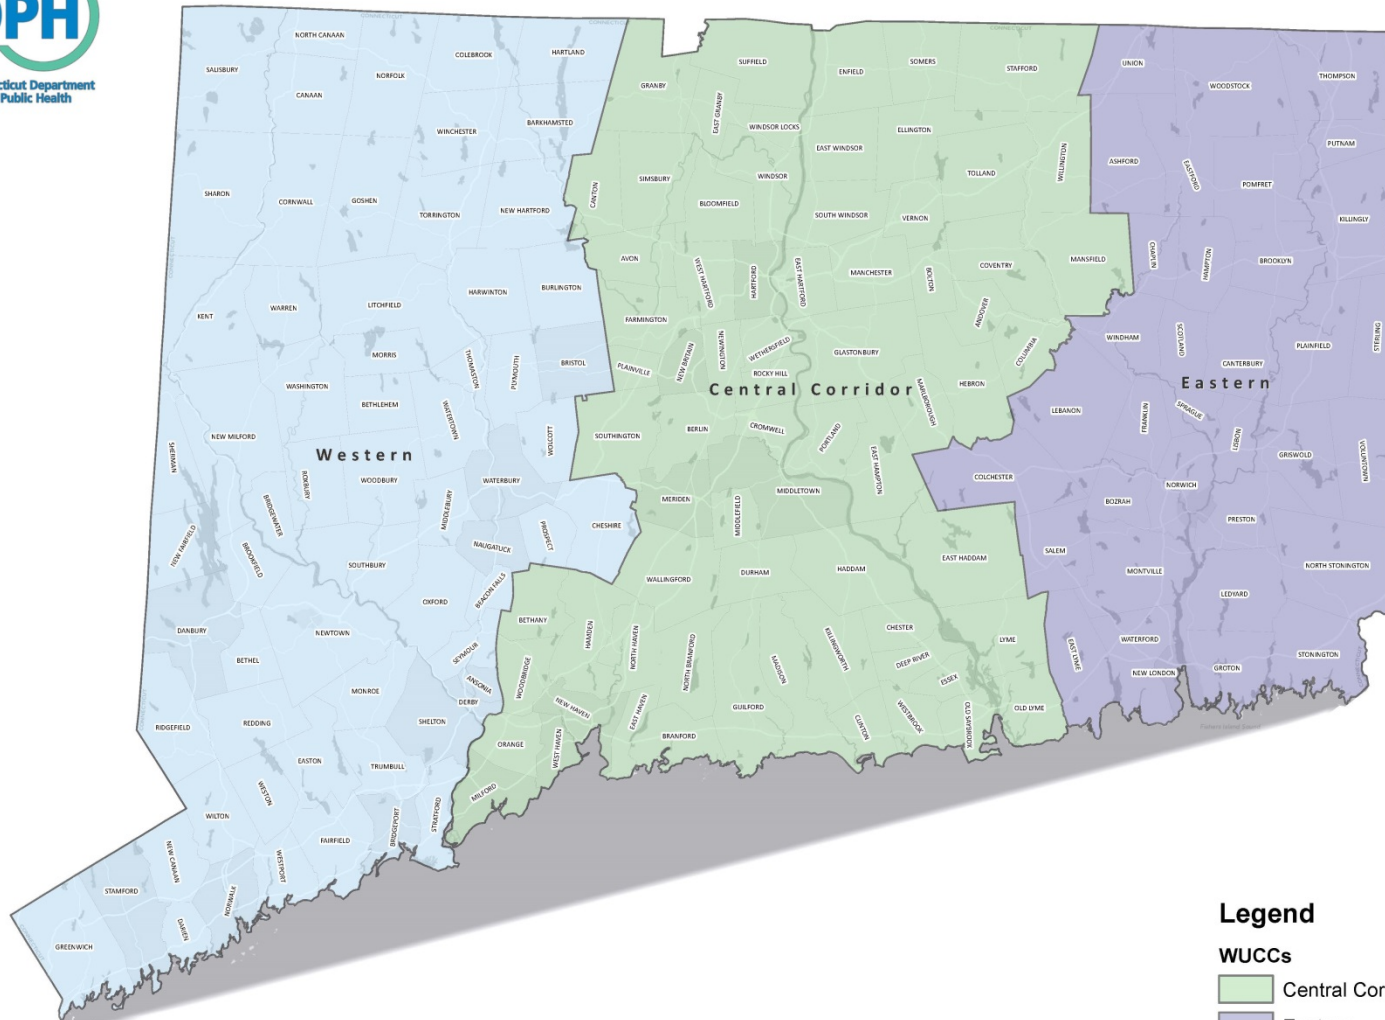 DPH
cticut Department
Public Health
CONNECTICUT
CONNECTICUT
CONNECTICUT
NORTH CANAAN
COLEBROOK
HARTLAND
SALISBURY
NORFOLK
CANAAN
BARKHAMSTED
WINCHESTER
SHARON
CORNWALL
GOSHEN
TORRINGTON
NEW HARTFORD
KENT
WARREN
LITCHFIELD
HARWINTON
BURLINGTON
MORRIS
THOMASTON
PLYMOUTH
BRISTOL
WASHINGTON
BETHLEHEM
WATERTOWN
WOLCOTT
NEW MILFORD
SHERMAN
Western
ROXBURY
WOODBURY
WATERBURY
BRIDGEWATER
MIDDLEBURY
PROSPECT
CHESHIRE
NEW FAIRFIELD
BROOKFIELD
NAUGATUCK
SOUTHBURY
OXFORD
BEACON FALLS
DANBURY
NEWTOWN
BETHEL
SEYMOUR
ANSONIA
MONROE
DERBY
RIDGEFIELD
REDDING
SHELTON
EASTON
TRUMBULL
WESTON
WILTON
BRIDGEPORT
STRATFORD
FAIRFIELD
NEW CANAAN
WESTPORT
STAMFORD
NORWALK
DARIEN
GREENWICH
SUFFIELD
ENFIELD
SOMERS
STAFFORD
GRANBY
EAST GRANBY
WINDSOR LOCKS
ELLINGTON
EAST WINDSOR
WILLINGTON
TOLLAND
SIMSBURY
WINDSOR
CANTON
BLOOMFIELD
SOUTH WINDSOR
VERNON
AVON
WEST HARTFORD
HARTFORD
EAST HARTFORD
MANCHESTER
BOLTON
COVENTRY
MANSFIELD
ANDOVER
FARMINGTON
NEWINGTON
WETHERSFIELD
GLASTONBURY
COLUMBIA
PLAINVILLE
NEW BRITAIN
ROCKY HILL
HEBRON
Central Corridor
MARLBOROUGH
SOUTHINGTON
BERLIN
CROMWELL
PORTLAND
EAST HAMPTON
MERIDEN
MIDDLEFIELD
MIDDLETOWN
WALLINGFORD
DURHAM
HADDAM
EAST HADDAM
BETHANY
HAMDEN
NORTH HAVEN
NORTH BRANFORD
MADISON
KILLINGWORTH
CHESTER
LYME
DEEP RIVER
ESSEX
WOODBRIDGE
NEW HAVEN
EAST HAVEN
GUILFORD
CLINTON
WESTBROOK
OLD SAYBROOK
OLD LYME
ORANGE
WEST HAVEN
BRANFORD
MILFORD
UNION
WOODSTOCK
THOMPSON
PUTNAM
ASHFORD
EASTFORD
POMFRET
KILLINGLY
CHAPLIN
HAMPTON
BROOKLYN
WINDHAM
SCOTLAND
CANTERBURY
PLAINFIELD
STERLING
Eastern
LEBANON
FRANKLIN
SPRAGUE
LISBON
GRISWOLD
VOLUNTOWN
COLCHESTER
NORWICH
BOZRAH
PRESTON
SALEM
MONTVILLE
NORTH STONINGTON
LEDYARD
EAST LYME
WATERFORD
NEW LONDON
GROTON
STONINGTON
Legend
WUCCs
Central Cor